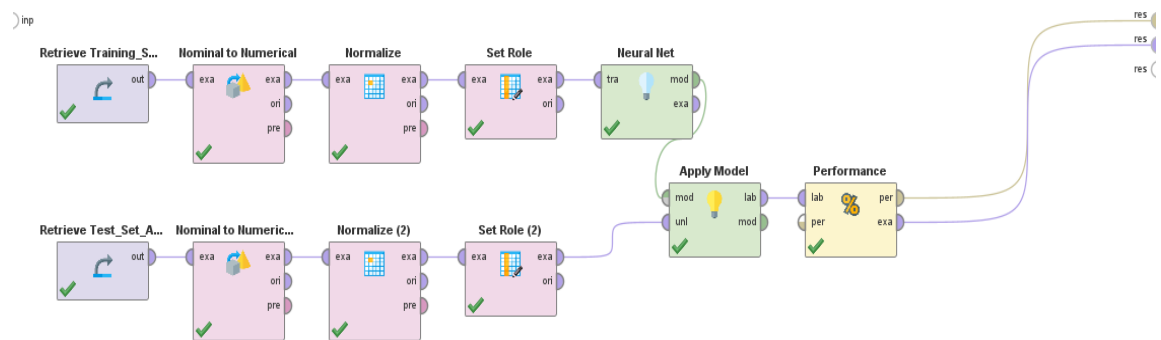 inp
res
res
res
Retrieve Training_S...
Nominal to Numerical
Normalize
Set Role
Neural Net
out
exa
exa
ori
pre
exa
exa
ori
pre
exa
exa
ori
tra
mod
exa
Apply Model
Performance
mod
lab
unl
mod
lab
per
%
per
exa
Retrieve Test_Set_A...
Nominal to Numeric...
Normalize (2)
Set Role (2)
out
exa
exa
ori
pre
exa
exa
ori
pre
exa
exa
ori